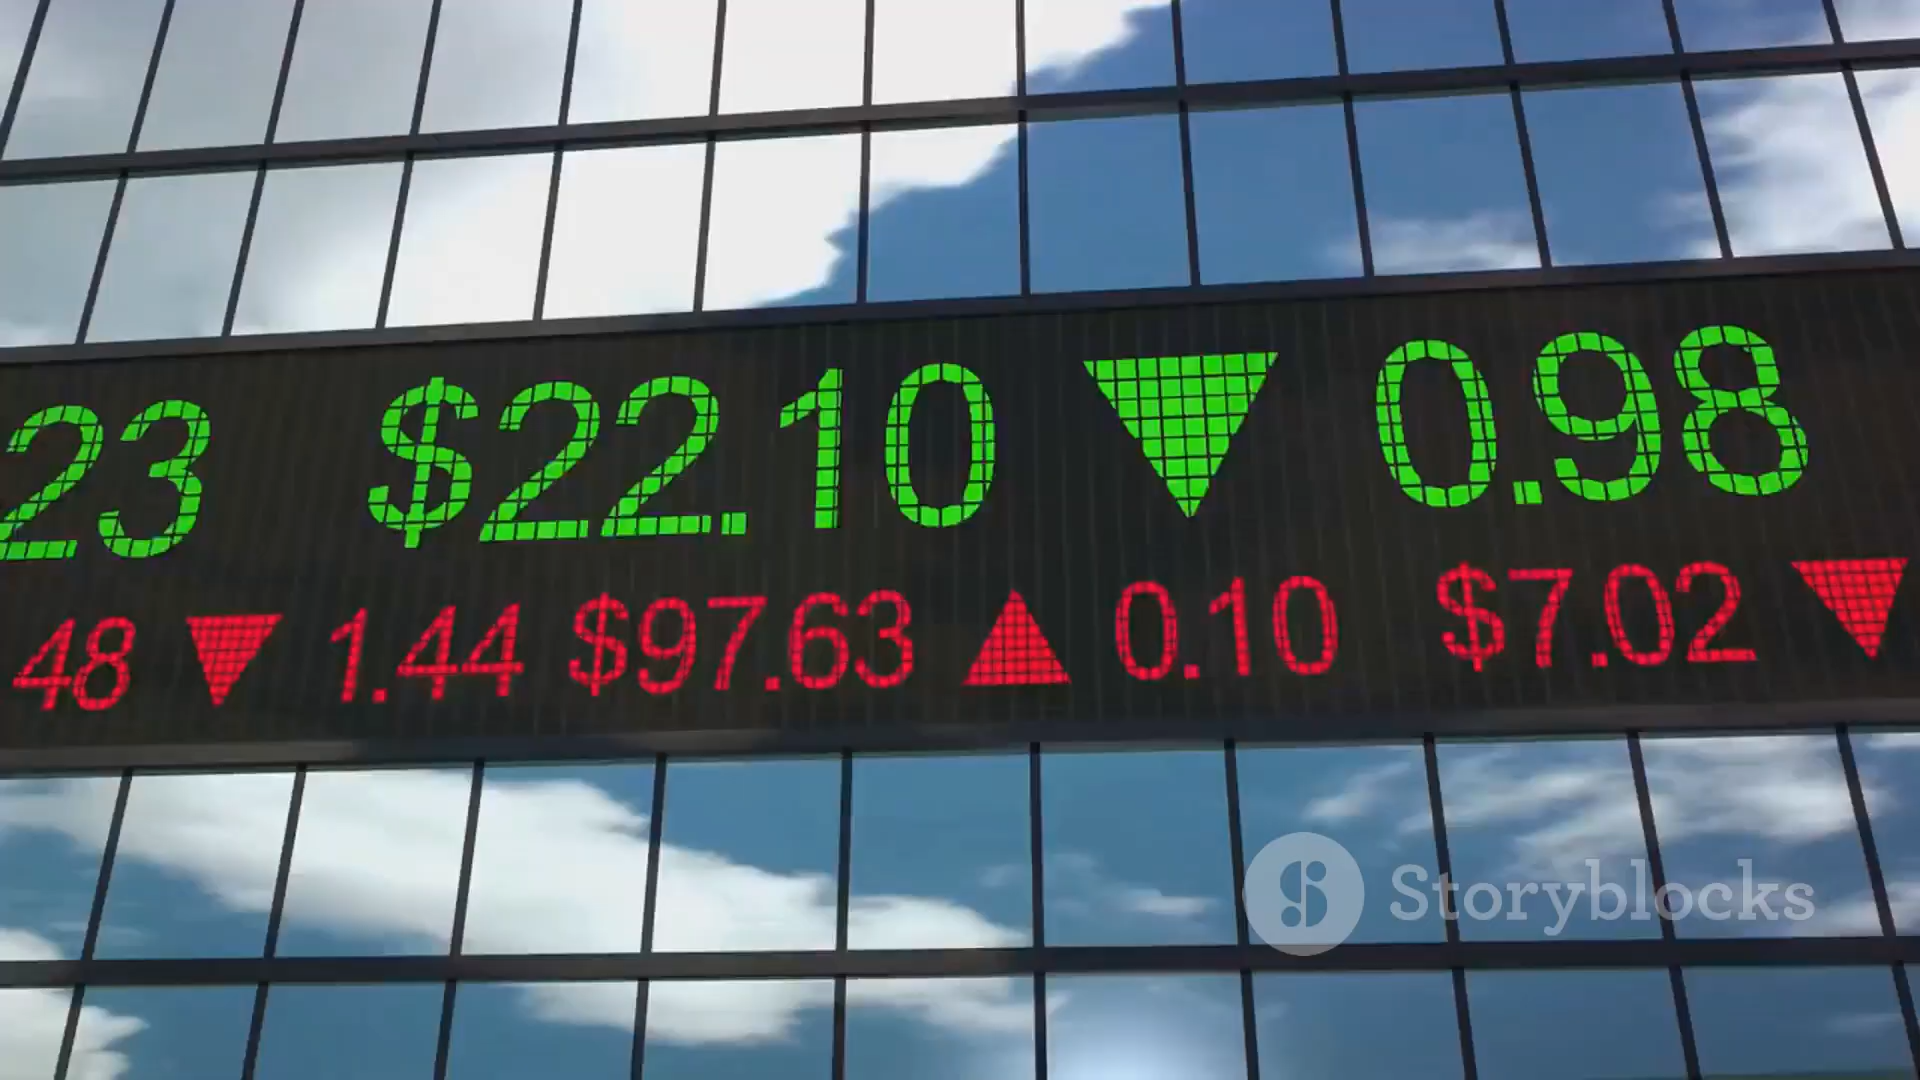 23 $22.10 ▼ 0.98
48 ▼ 1.44 $97.63 ▲ 0.10 $7.02 ▼
Storyblocks